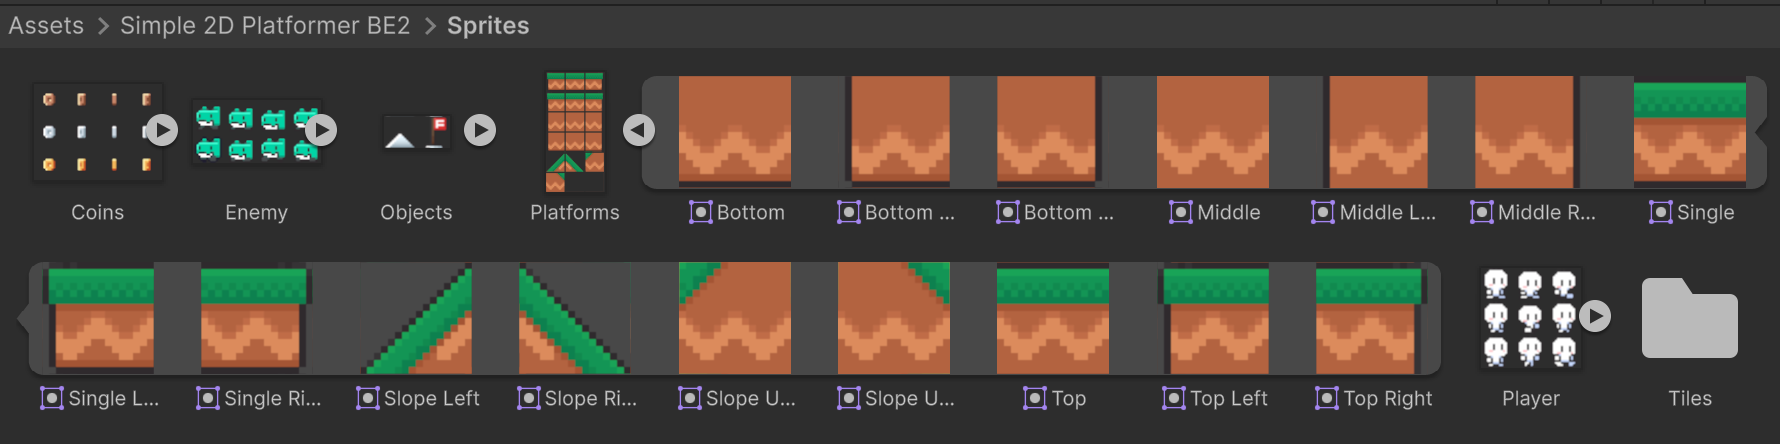 Assets > Simple 2D Platformer BE2 > Sprites
F
Coins Enemy Objects Platforms Bottom Bottom ... Bottom ... Middle Middle L... Middle R... Single
Single L... Single Ri... Slope Left Slope Ri... Slope U... Slope U... Top Top Left Top Right Player Tiles